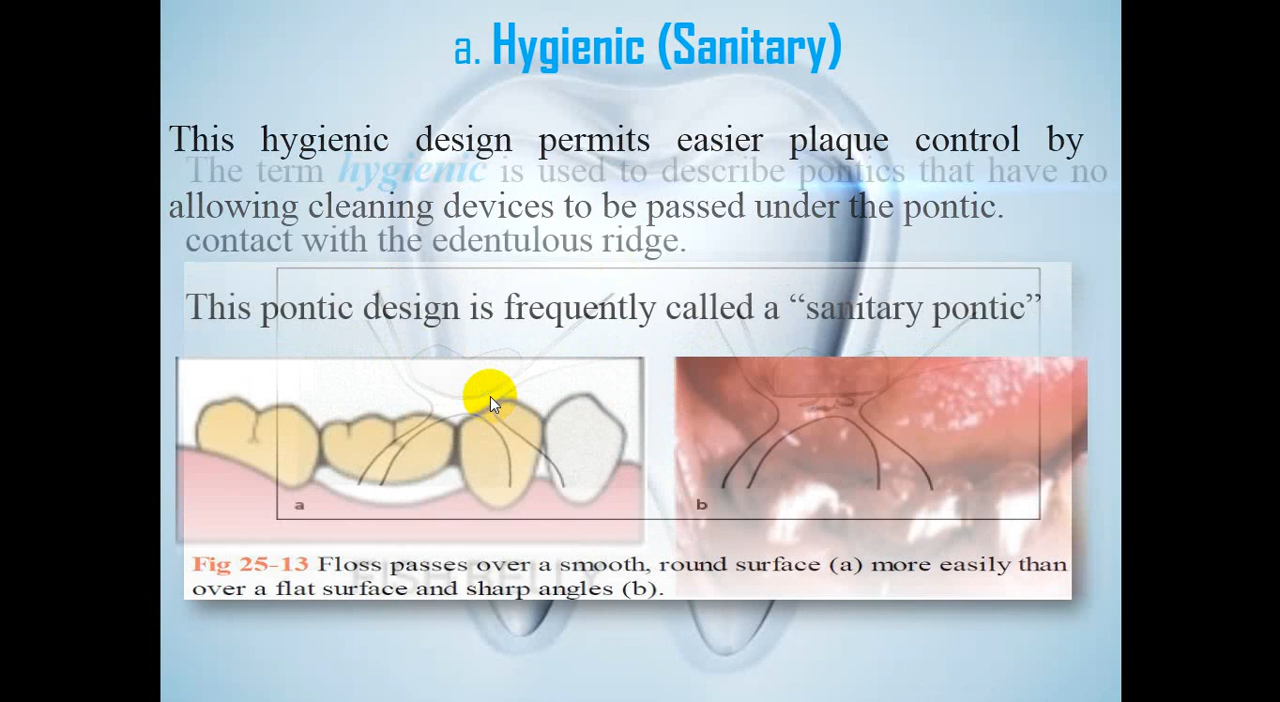 a. Hygienic (Sanitary)
This hygienic design permits easier plaque control by
The term hygienic is used to describe pontics that have no
allowing cleaning devices to be passed under the pontic.
contact with the edentulous ridge.
This pontic design is frequently called a “sanitary pontic”
a
b
Fig 25-13 Floss passes over a smooth, round surface (a) more easily than
FISH BELLY
over a flat surface and sharp angles (b).